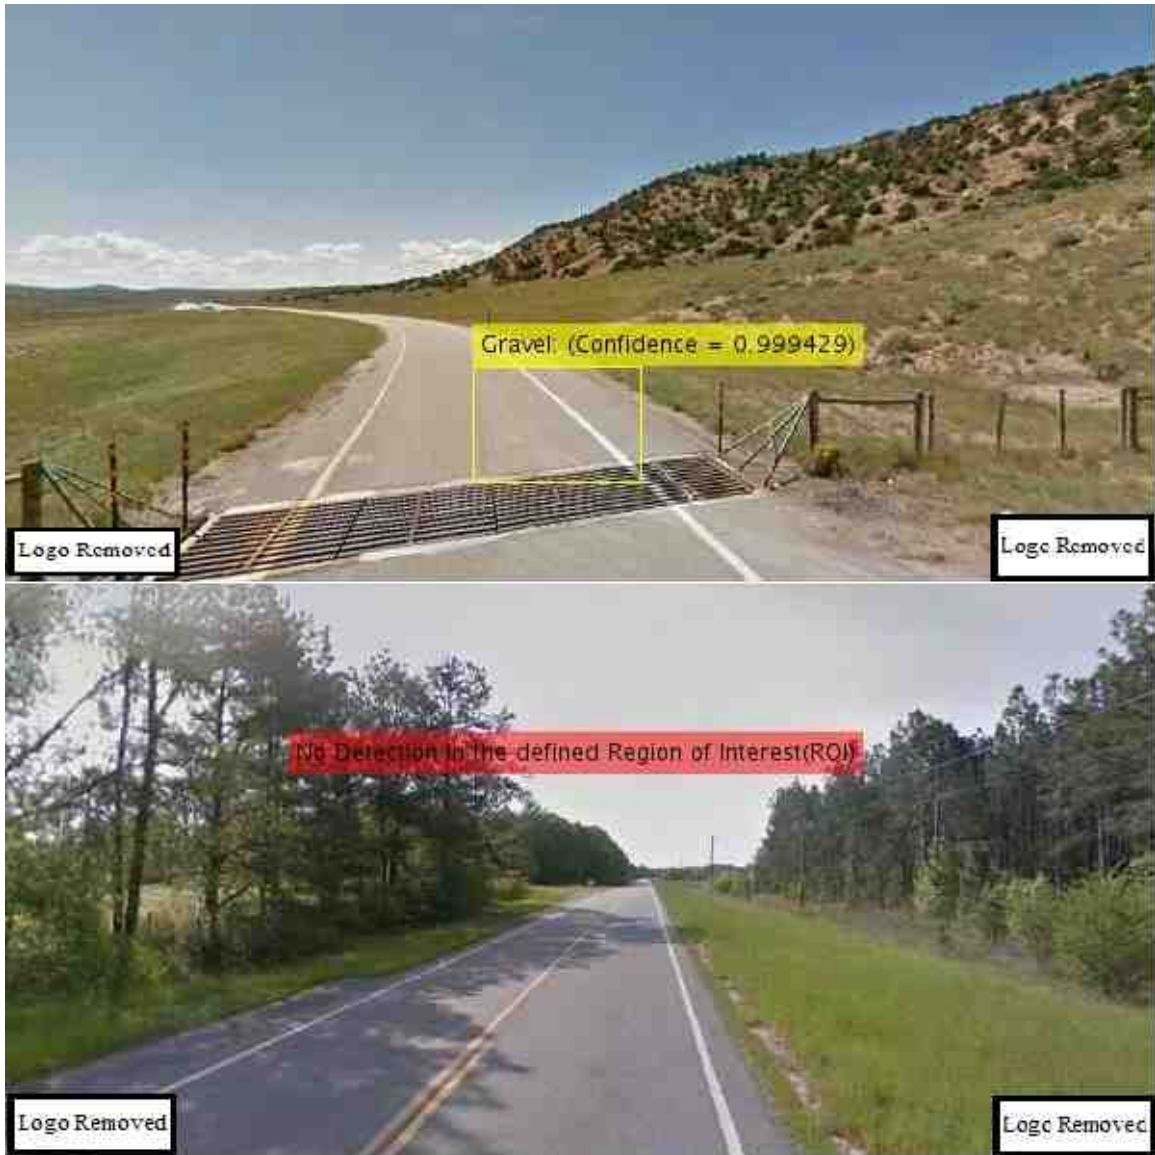 Gravel: (Confidence = 0.999429)
Logo Removed
Logo Removed
No Detection in the defined Region of Interest(ROI)
Logo Removed
Logo Removed